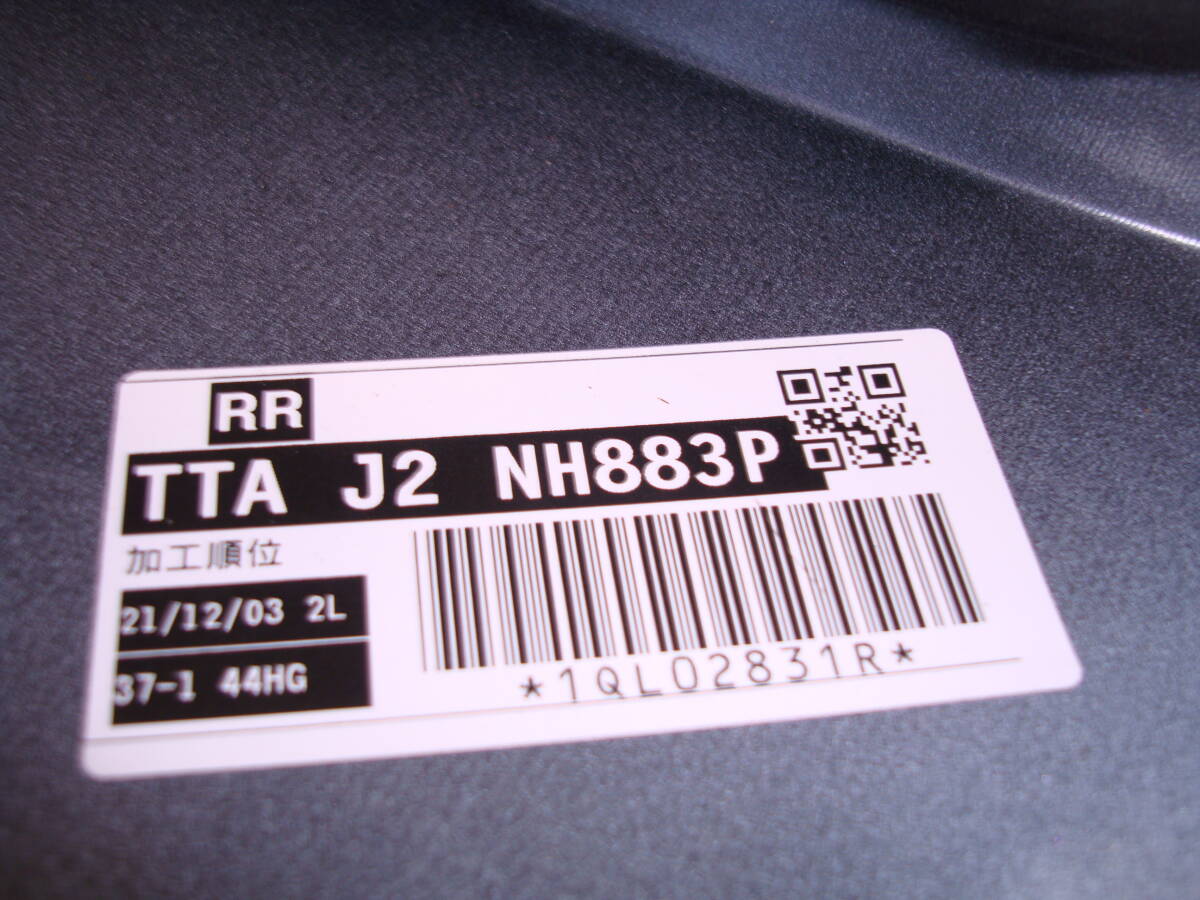 RR
TTA J2 NH883P
加工順位
21/12/03 2L
37-1 44HG
*1QL02831R*